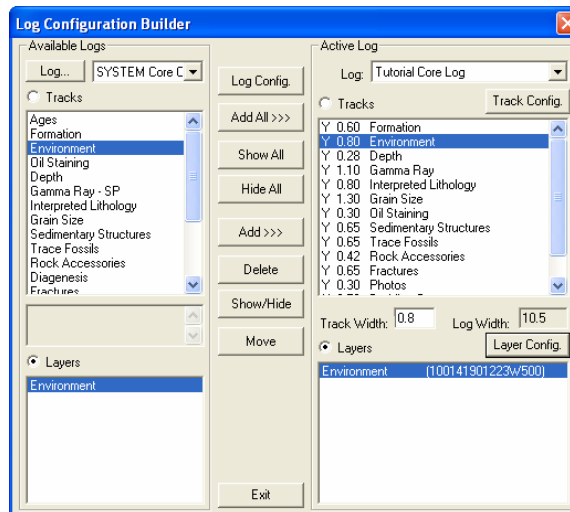 Log Configuration Builder
Available Logs
Log...
SYSTEM Core C
Tracks
Ages
Formation
Environment
Oil Staining
Depth
Gamma Ray - SP
Interpreted Lithology
Grain Size
Sedimentary Structures
Trace Fossils
Rock Accessories
Diagenesis
Fractures
Layers
Environment
Log Config.
Add All >>>
Show All
Hide All
Add >>>
Delete
Show/Hide
Move
Exit
Active Log
Log: Tutorial Core Log
Tracks
Track Config.
Y 0.60 Formation
Y 0.80 Environment
Y 0.28 Depth
Y 1.10 Gamma Ray
Y 0.80 Interpreted Lithology
Y 1.30 Grain Size
Y 0.30 Oil Staining
Y 0.65 Sedimentary Structures
Y 0.65 Trace Fossils
Y 0.42 Rock Accessories
Y 0.65 Fractures
Y 0.30 Photos
Track Width: 0.8 Log Width: 10.5
Layers
Layer Config.
Environment (100141901223W500)